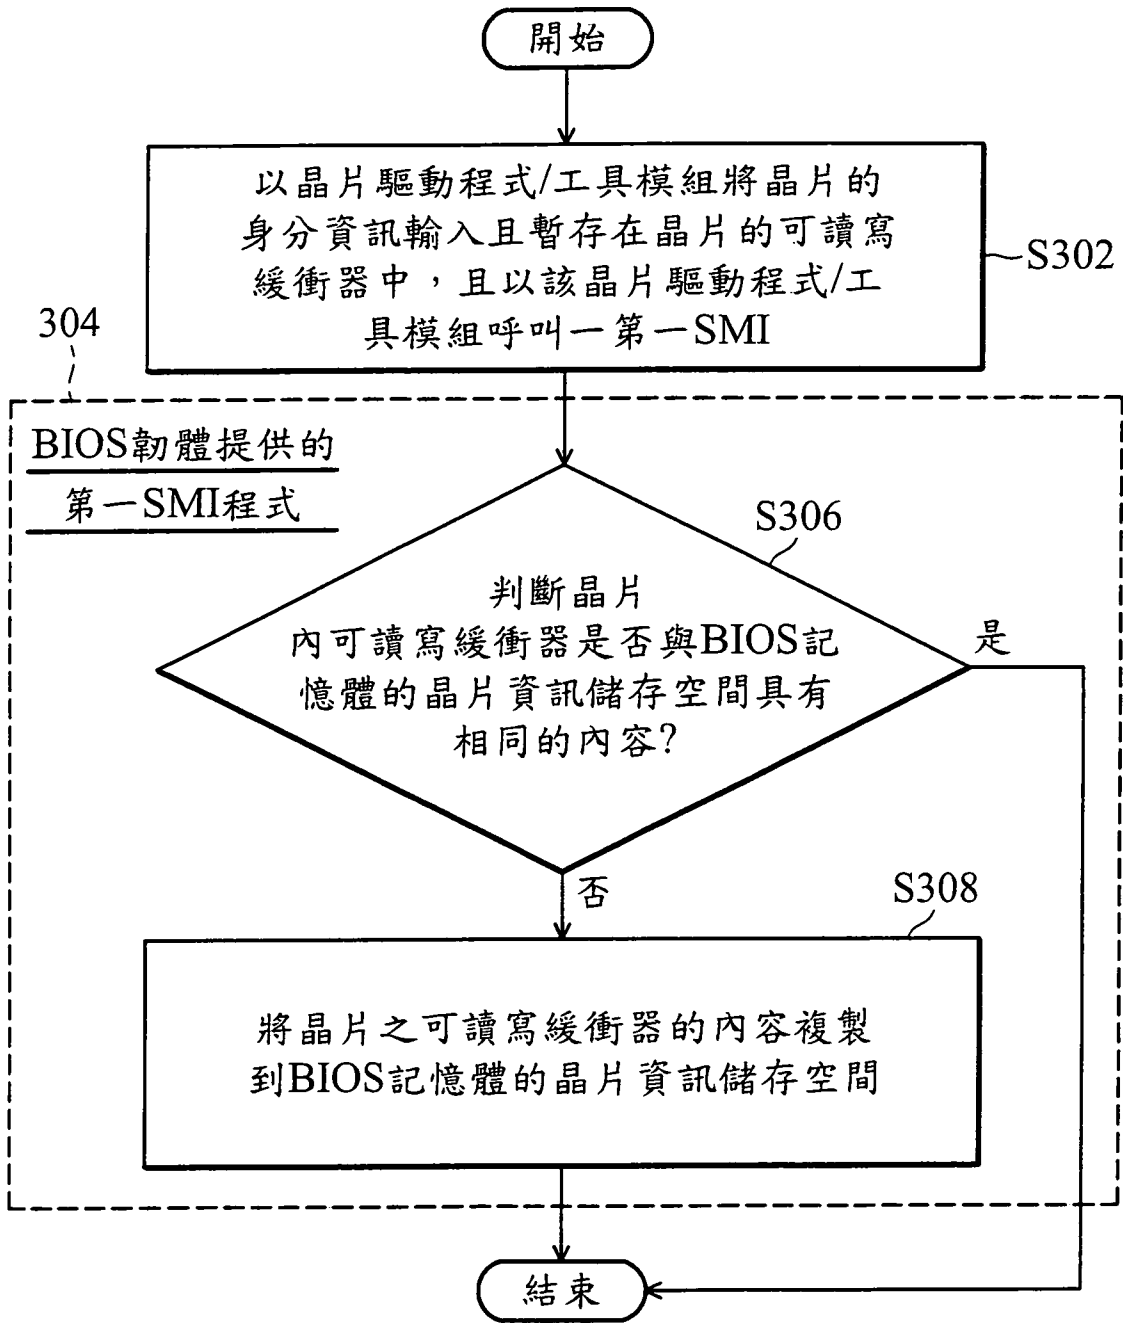 開始
以晶片驅動程式/工具模組將晶片的
身分資訊輸入且暫存在晶片的可讀寫
緩衝器中，且以該晶片驅動程式/工
具模組呼叫一第一SMI
S302
304
BIOS韌體提供的
第一SMI程式
S306
判斷晶片
內可讀寫緩衝器是否與BIOS記
憶體的晶片資訊儲存空間具有
相同的內容?
是
否
S308
將晶片之可讀寫緩衝器的內容複製
到BIOS記憶體的晶片資訊儲存空間
結束